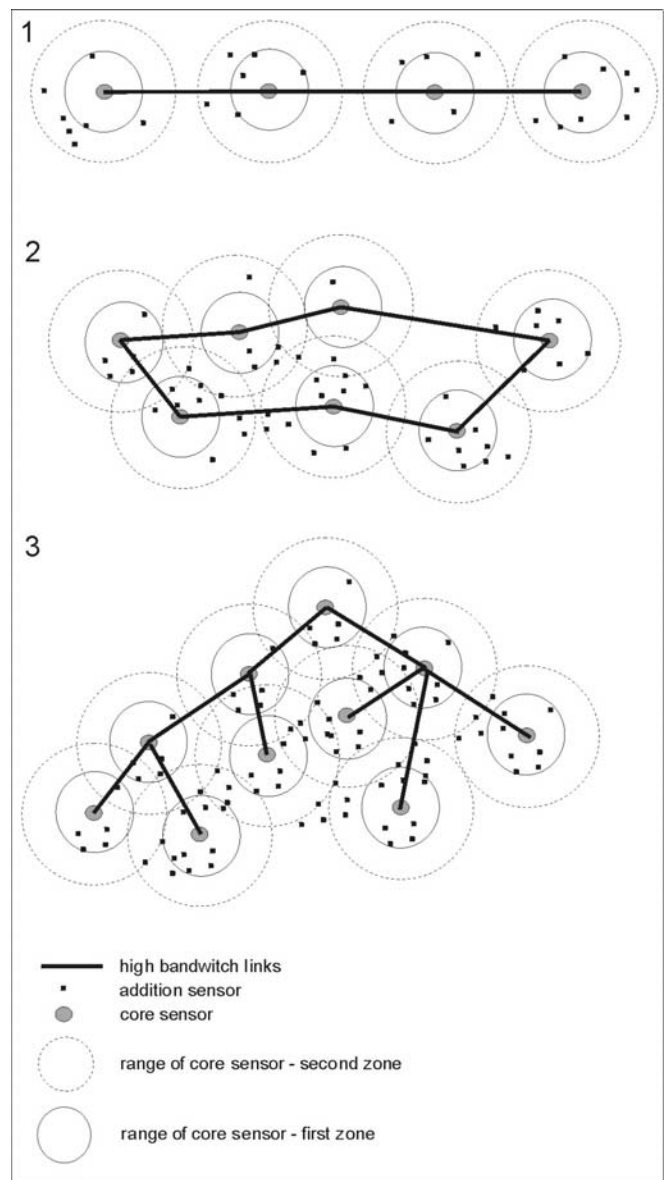 1
2
3
high bandwitch links
addition sensor
core sensor
range of core sensor - second zone
range of core sensor - first zone